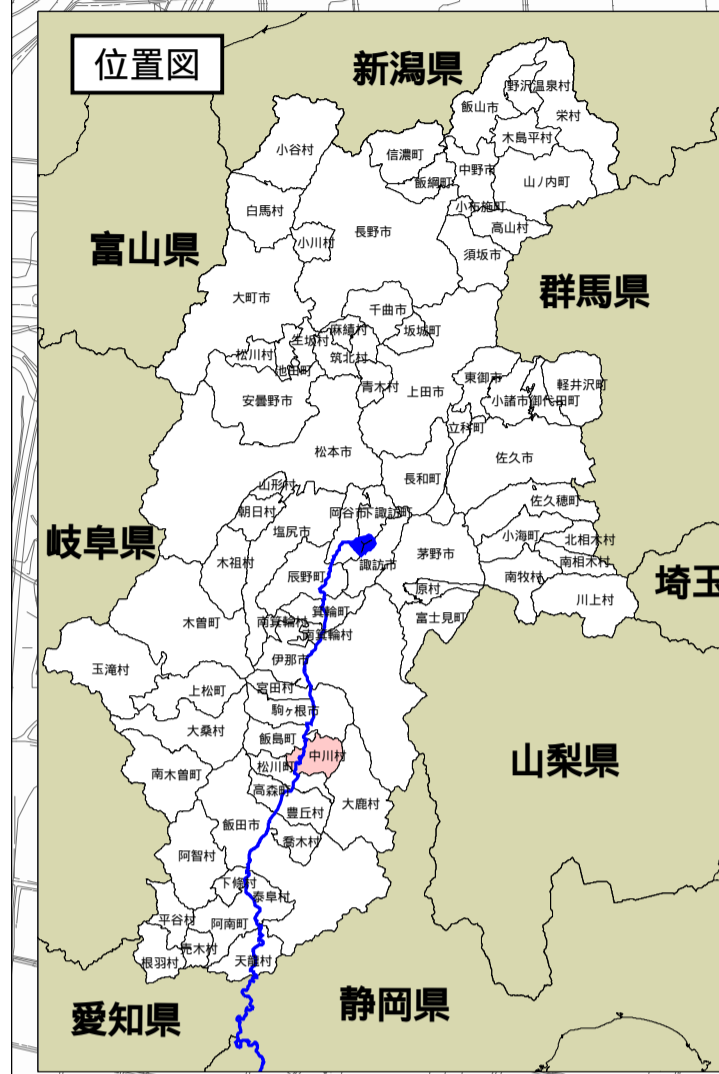 位置図
新潟県
野沢温泉村
飯山市
栄村
木島平村
小谷村
信濃町
中野市
飯綱町
山ノ内町
白馬村
小布施町
高山村
長野市
小川村
須坂市
富山県
群馬県
大町市
千曲市
麻績村
坂城町
生坂村
松川村
筑北村
池田町
青木村
上田市
東御市
軽井沢町
安曇野市
小諸市
御代田町
立科町
松本市
佐久市
長和町
山形村
佐久穂町
朝日村
岡谷市
下諏訪町
塩尻市
小海町
北相木村
岐阜県
茅野市
木祖村
諏訪市
南相木村
辰野町
南牧村
埼玉
原村
川上村
箕輪町
富士見町
木曽町
南箕輪村
南箕輪村
伊那市
玉滝村
宮田村
上松町
駒ヶ根市
大桑村
飯島町
中川村
山梨県
松川町
南木曽町
高森町
大鹿村
豊丘村
飯田市
喬木村
阿智村
下條村
泰阜村
平谷村
阿南町
売木村
根羽村
天龍村
静岡県
愛知県